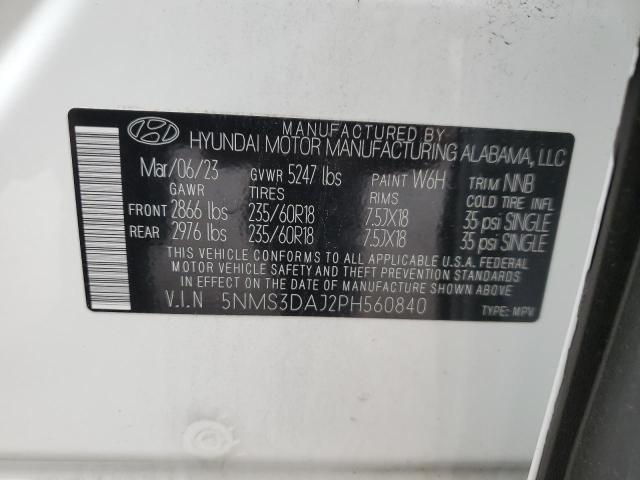 MANUFACTURED BY
HYUNDAI MOTOR MANUFACTURING ALABAMA, LLC
Mar/06/23 GVWR 5247 lbs PAINT W6H TRIM NNB
GAWR TIRES RIMS COLD TIRE INFL
FRONT 2866 lbs 235/60R18 7.5JX18 35 psi SINGLE
REAR 2976 lbs 235/60R18 7.5JX18 35 psi SINGLE
THIS VEHICLE CONFORMS TO ALL APPLICABLE U.S.A. FEDERAL
MOTOR VEHICLE SAFETY AND THEFT PREVENTION STANDARDS
IN EFFECT ON THE DATE OF MANUFACTURE SHOWN ABOVE.
V.I.N 5NMS3DAJ2PH560840 TYPE: MPV